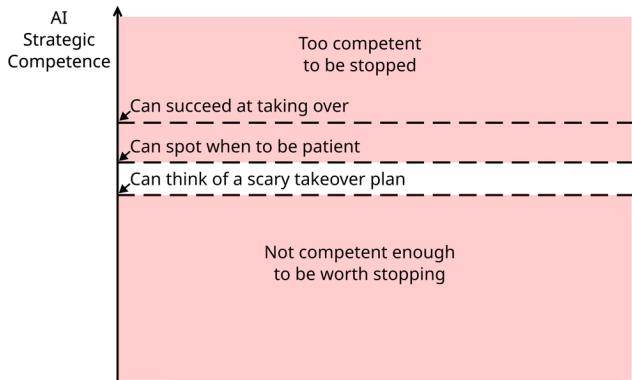 AI
Strategic
Competence
Too competent
to be stopped
Can succeed at taking over
Can spot when to be patient
Can think of a scary takeover plan
Not competent enough
to be worth stopping